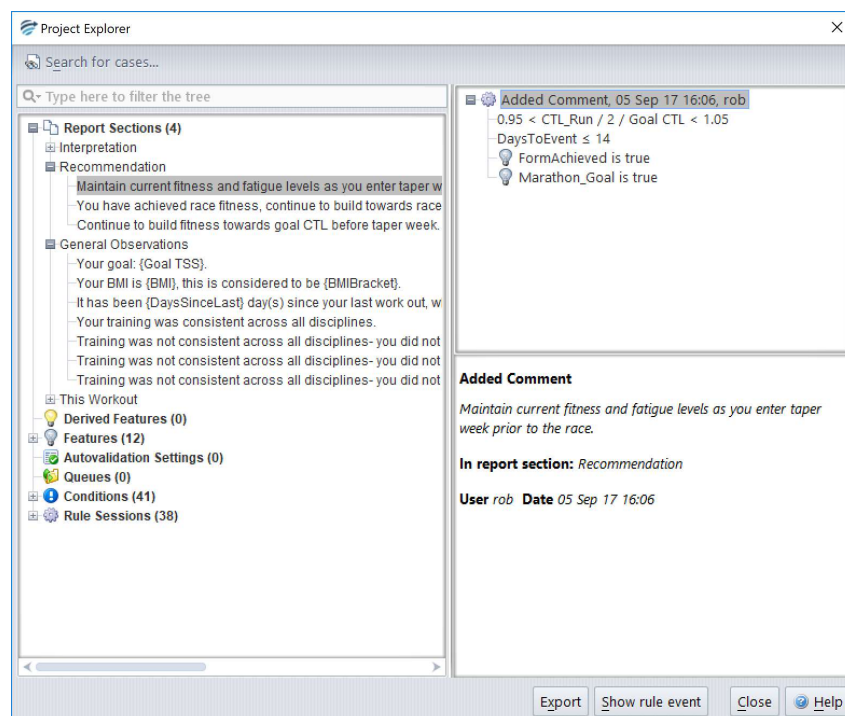 Project Explorer
Search for cases...
Type here to filter the tree
Report Sections (4)
Interpretation
Recommendation
Maintain current fitness and fatigue levels as you enter taper w
You have achieved race fitness, continue to build towards race
Continue to build fitness towards goal CTL before taper week.
General Observations
Your goal: {Goal TSS}.
Your BMI is {BMI}, this is considered to be {BMIBracket}.
It has been {DaysSinceLast} day(s) since your last work out, w
Your training was consistent across all disciplines.
Training was not consistent across all disciplines- you did not
Training was not consistent across all disciplines- you did not
Training was not consistent across all disciplines- you did not
This Workout
Derived Features (0)
Features (12)
Autovalidation Settings (0)
Queues (0)
Conditions (41)
Rule Sessions (38)
Added Comment, 05 Sep 17 16:06, rob
0.95 < CTL_Run / 2 / Goal CTL < 1.05
DaysToEvent ≤ 14
FormAchieved is true
Marathon_Goal is true
Added Comment
Maintain current fitness and fatigue levels as you enter taper
week prior to the race.
In report section: Recommendation
User rob Date 05 Sep 17 16:06
Export
Show rule event
Close
Help